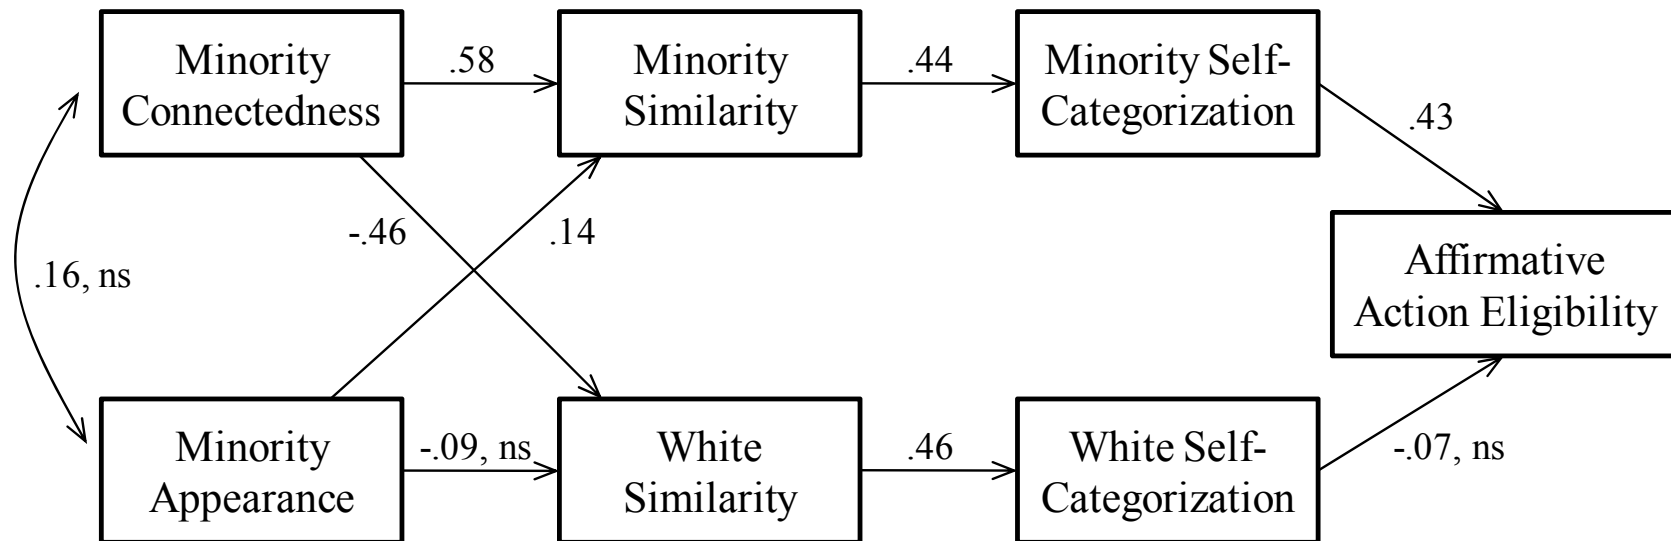 Minority
Connectedness
.58
Minority
Similarity
.44
Minority Self-
Categorization
.43
-.46
.14
.16, ns
Affirmative
Action Eligibility
Minority
Appearance
-.09, ns
White
Similarity
.46
White Self-
Categorization
-.07, ns